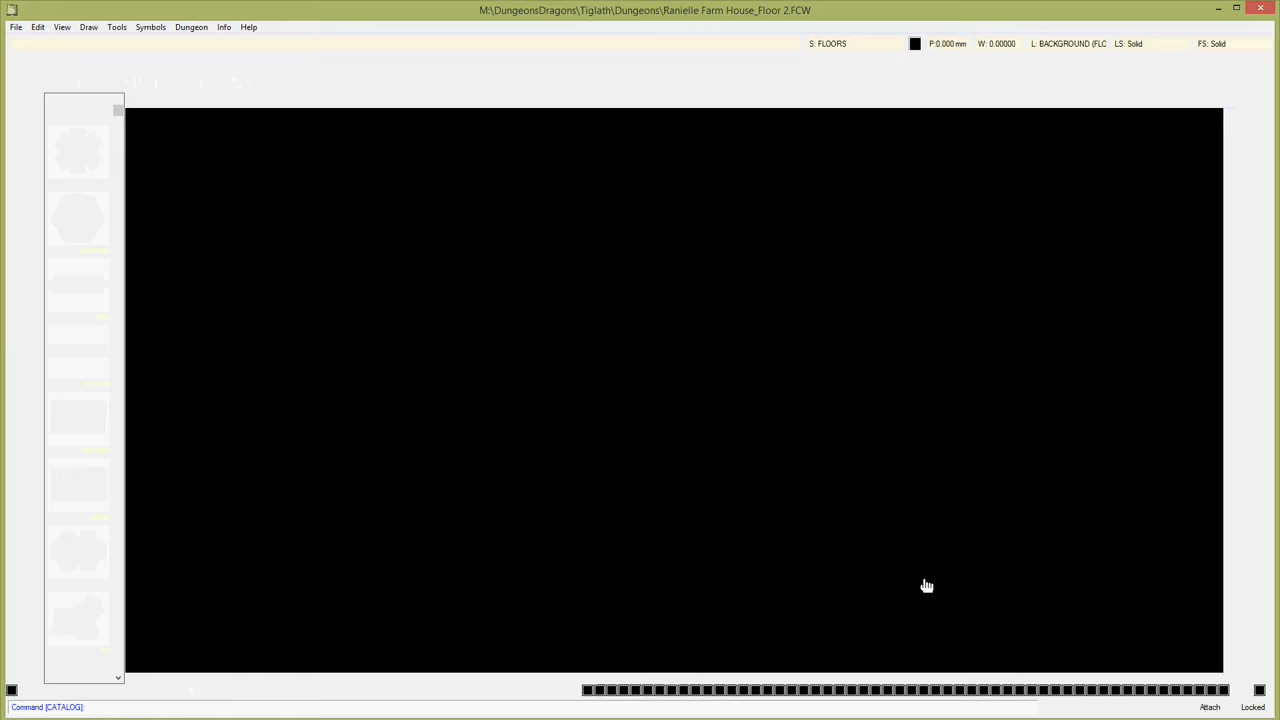 M:\DungeonsDragons\Tiglath\Dungeons\Ranielle Farm House_Floor 2.FCW
File Edit View Draw Tools Symbols Dungeon Info Help
S: FLOORS P:0.000 mm W: 0.00000 L: BACKGROUND (FLC LS: Solid FS: Solid
Command [CATALOG]: Attach Locked